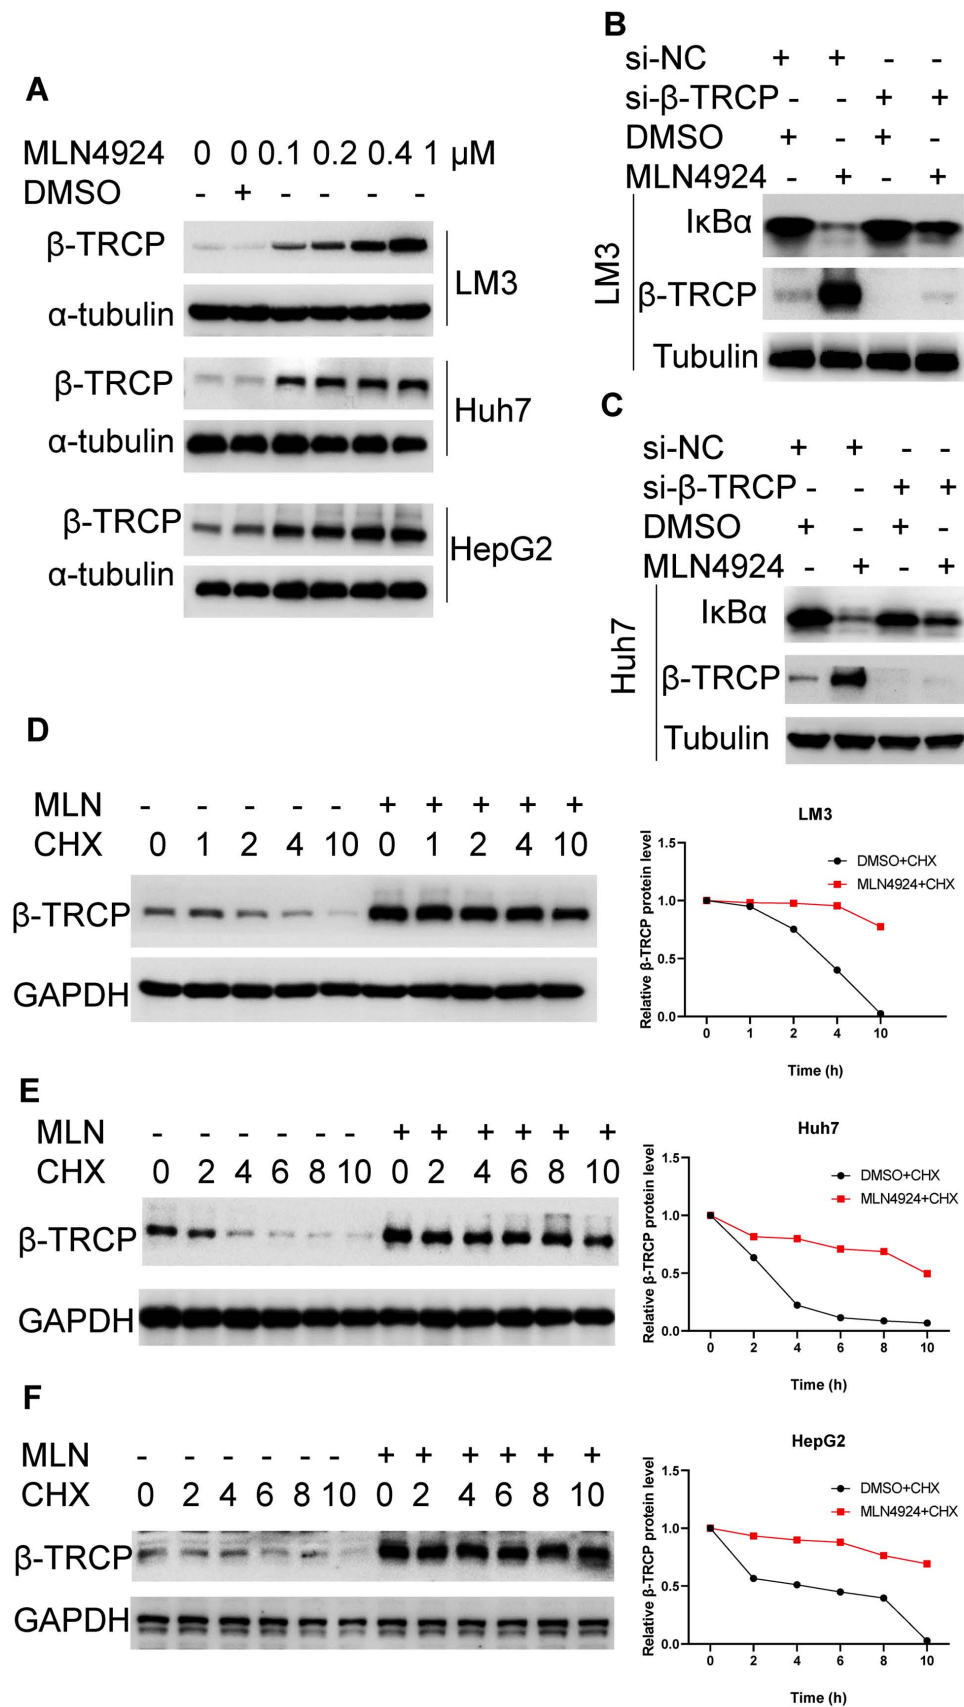 A
MLN4924 0 0 0.1 0.2 0.4 1 μM
DMSO - + - - - -
β-TRCP
α-tubulin
LM3
β-TRCP
α-tubulin
Huh7
β-TRCP
α-tubulin
HepG2
B
si-NC + + - -
si-β-TRCP - - + +
DMSO + - + -
MLN4924 - + - +
IκBα
β-TRCP
Tubulin
LM3
C
si-NC + + - -
si-β-TRCP - - + +
DMSO + - + -
MLN4924 - + - +
IκBα
β-TRCP
Tubulin
Huh7
D
MLN - - - - - + + + + +
CHX 0 1 2 4 10 0 1 2 4 10
β-TRCP
GAPDH
LM3
Relative β-TRCP protein level
1.5
1.0
0.5
0.0
DMSO+CHX
MLN4924+CHX
0 1 2 4 10
Time (h)
E
MLN - - - - - - + + + + + +
CHX 0 2 4 6 8 10 0 2 4 6 8 10
β-TRCP
GAPDH
Huh7
Relative β-TRCP protein level
1.5
1.0
0.5
0.0
DMSO+CHX
MLN4924+CHX
0 2 4 6 8 10
Time (h)
F
MLN - - - - - - + + + + + +
CHX 0 2 4 6 8 10 0 2 4 6 8 10
β-TRCP
GAPDH
HepG2
Relative β-TRCP protein level
1.5
1.0
0.5
0.0
DMSO+CHX
MLN4924+CHX
0 2 4 6 8 10
Time (h)